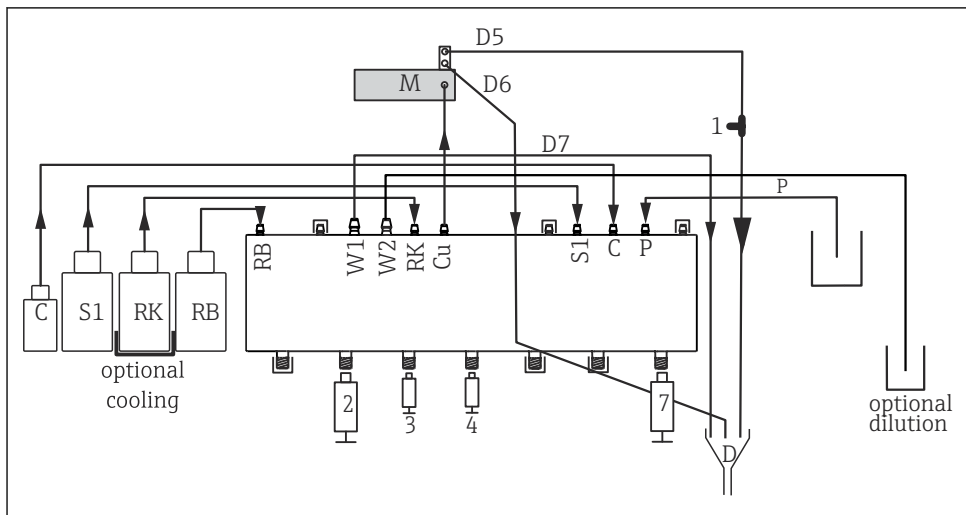 D5
M
D6
1
D7
P
RB
W1
W2
RK
Cu
S1
C
P
C
S1
RK
RB
optional
cooling
2
3
4
7
D
optional
dilution